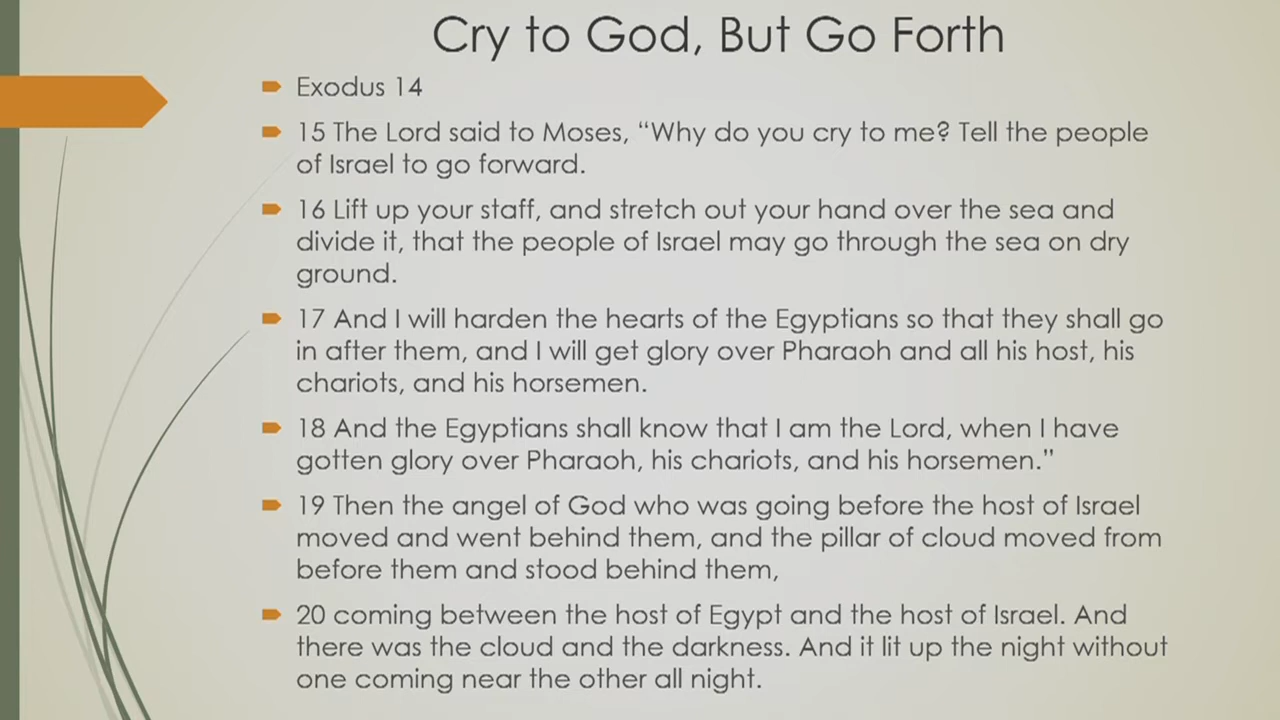 Cry to God, But Go Forth
Exodus 14
15 The Lord said to Moses, “Why do you cry to me? Tell the people
of Israel to go forward.
16 Lift up your staff, and stretch out your hand over the sea and
divide it, that the people of Israel may go through the sea on dry
ground.
17 And I will harden the hearts of the Egyptians so that they shall go
in after them, and I will get glory over Pharaoh and all his host, his
chariots, and his horsemen.
18 And the Egyptians shall know that I am the Lord, when I have
gotten glory over Pharaoh, his chariots, and his horsemen.”
19 Then the angel of God who was going before the host of Israel
moved and went behind them, and the pillar of cloud moved from
before them and stood behind them,
20 coming between the host of Egypt and the host of Israel. And
there was the cloud and the darkness. And it lit up the night without
one coming near the other all night.